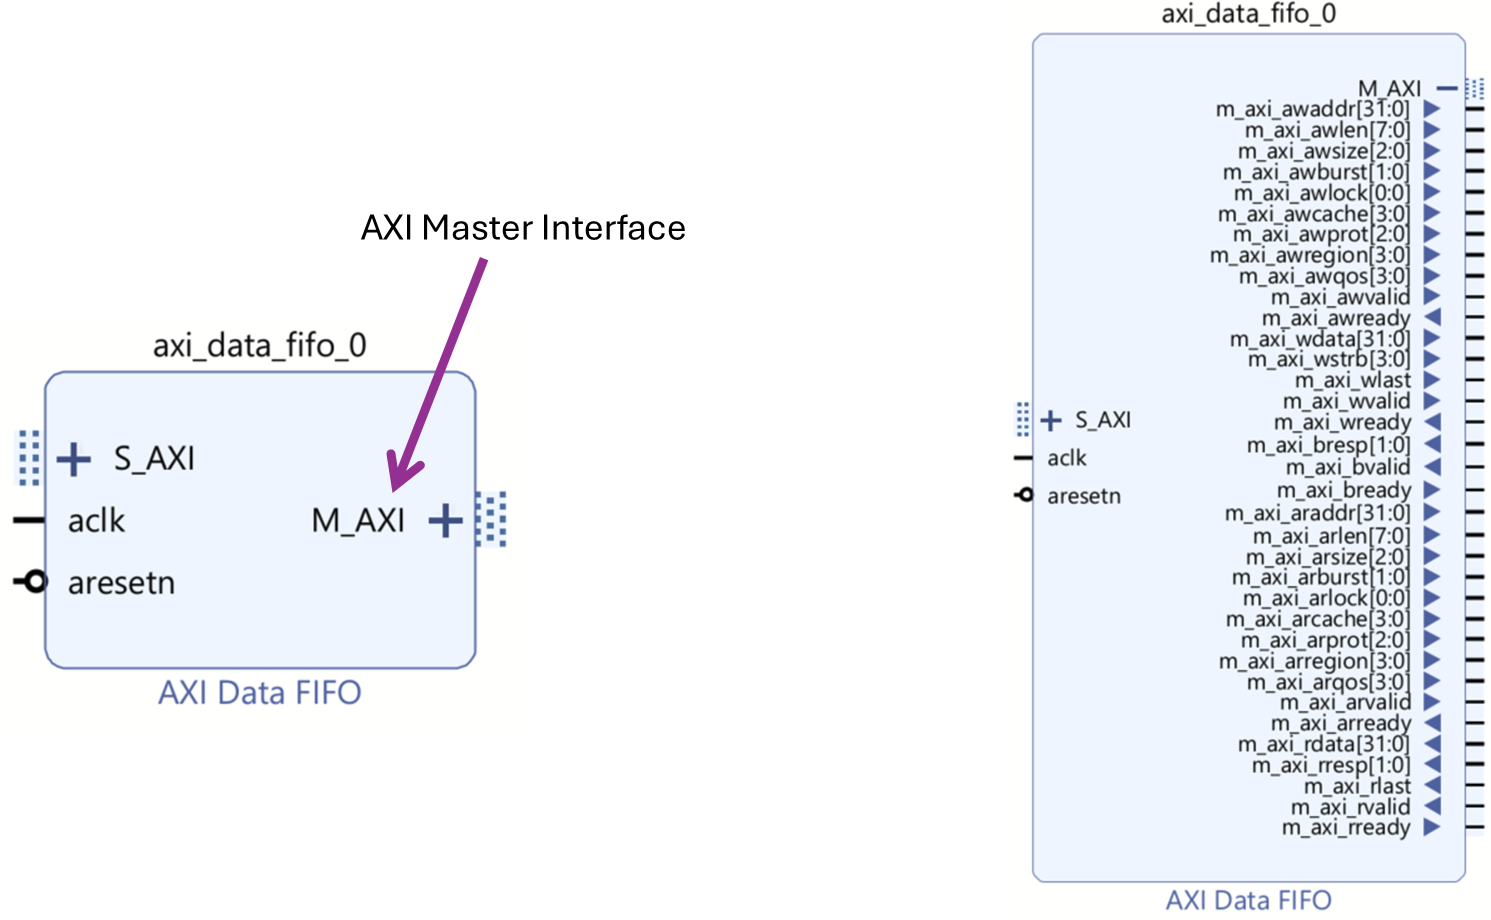 AXI Master Interface
axi_data_fifo_0
S_AXI
aclk
M_AXI
aresetn
AXI Data FIFO
axi_data_fifo_0
M_AXI
m_axi_awaddr[31:0]
m_axi_awlen[7:0]
m_axi_awsize[2:0]
m_axi_awburst[1:0]
m_axi_awlock[0:0]
m_axi_awcache[3:0]
m_axi_awprot[2:0]
m_axi_awregion[3:0]
m_axi_awqos[3:0]
m_axi_awvalid
m_axi_awready
m_axi_wdata[31:0]
m_axi_wstrb[3:0]
m_axi_wlast
m_axi_wvalid
m_axi_wready
m_axi_bresp[1:0]
m_axi_bvalid
m_axi_bready
m_axi_araddr[31:0]
m_axi_arlen[7:0]
m_axi_arsize[2:0]
m_axi_arburst[1:0]
m_axi_arlock[0:0]
m_axi_arcache[3:0]
m_axi_arprot[2:0]
m_axi_arregion[3:0]
m_axi_arqos[3:0]
m_axi_arvalid
m_axi_arready
m_axi_rdata[31:0]
m_axi_rresp[1:0]
m_axi_rlast
m_axi_rvalid
m_axi_rready
S_AXI
aclk
aresetn
AXI Data FIFO